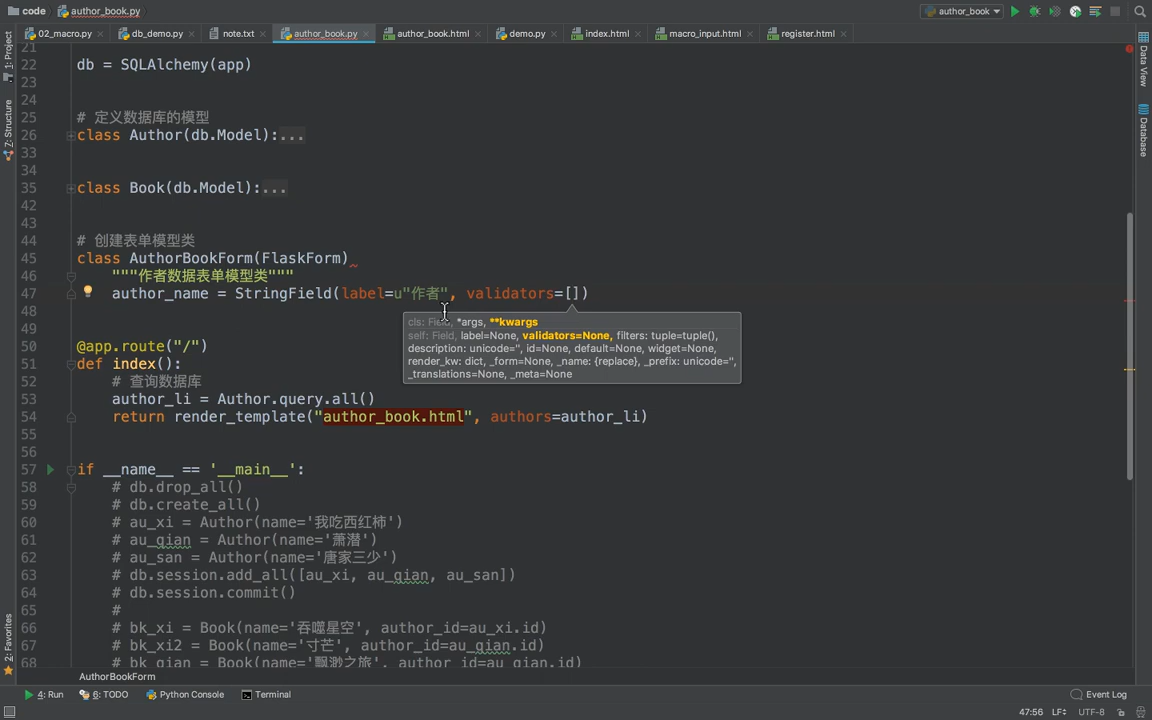 code author_book.py author_book
02_macro.py db_demo.py note.txt author_book.py author_book.html demo.py index.html macro_input.html register.html
1: Project
Z: Structure
2: Favorites
Data View
Database
21
22 db = SQLAlchemy(app)
23
24
25 # 定义数据库的模型
26 class Author(db.Model):...
33
34
35 class Book(db.Model):...
42
43
44 # 创建表单模型类
45 class AuthorBookForm(FlaskForm)
46 """作者数据表单模型类"""
47 author_name = StringField(label=u"作者", validators=[])
48
cls: Field, *args, **kwargs
self: Field, label=None, validators=None, filters: tuple=tuple(),
description: unicode='', id=None, default=None, widget=None,
render_kw: dict, _form=None, _name: {replace}, _prefix: unicode='',
_translations=None, _meta=None
49
50 @app.route("/")
51 def index():
52 # 查询数据库
53 author_li = Author.query.all()
54 return render_template("author_book.html", authors=author_li)
55
56
57 if __name__ == '__main__':
58 # db.drop_all()
59 # db.create_all()
60 # au_xi = Author(name='我吃西红柿')
61 # au_qian = Author(name='萧潜')
62 # au_san = Author(name='唐家三少')
63 # db.session.add_all([au_xi, au_qian, au_san])
64 # db.session.commit()
65 #
66 # bk_xi = Book(name='吞噬星空', author_id=au_xi.id)
67 # bk_xi2 = Book(name='寸芒', author_id=au_qian.id)
68 # bk_qian = Book(name='飘渺之旅', author_id=au_qian.id)
AuthorBookForm
4: Run 6: TODO Python Console Terminal Event Log
47:56 LF UTF-8